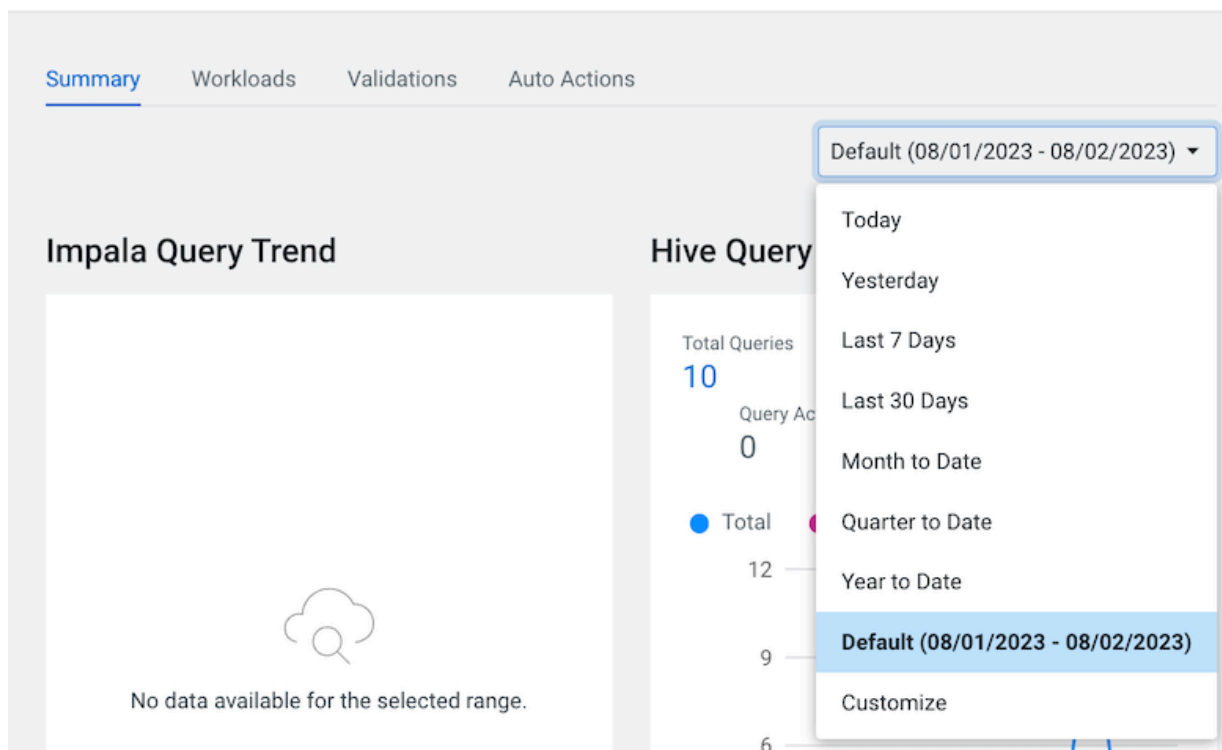 Summary Workloads Validations Auto Actions
Default (08/01/2023 - 08/02/2023)
Today
Yesterday
Last 7 Days
Last 30 Days
Month to Date
Quarter to Date
Year to Date
Default (08/01/2023 - 08/02/2023)
Customize
Impala Query Trend
No data available for the selected range.
Hive Query
Total Queries
10
Query
0
Total
12
9
6